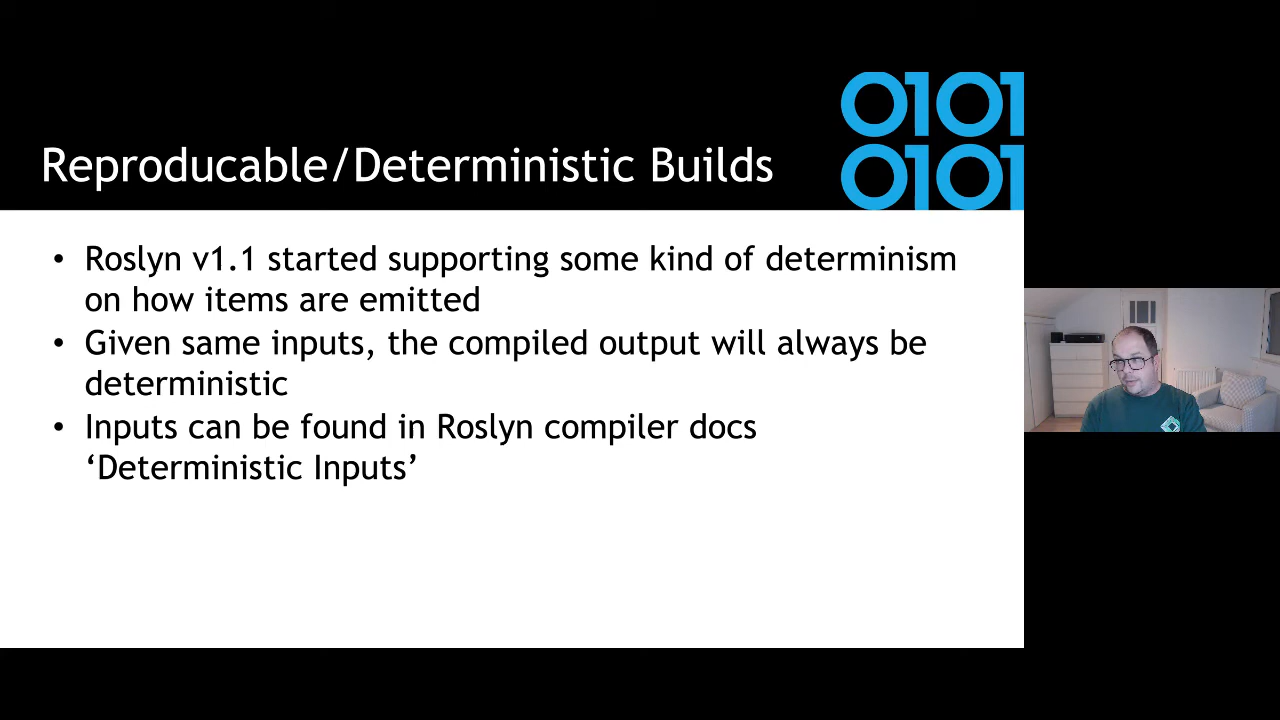 0101
0101
Reproducable/Deterministic Builds
• Roslyn v1.1 started supporting some kind of determinism
on how items are emitted
• Given same inputs, the compiled output will always be
deterministic
• Inputs can be found in Roslyn compiler docs
‘Deterministic Inputs’